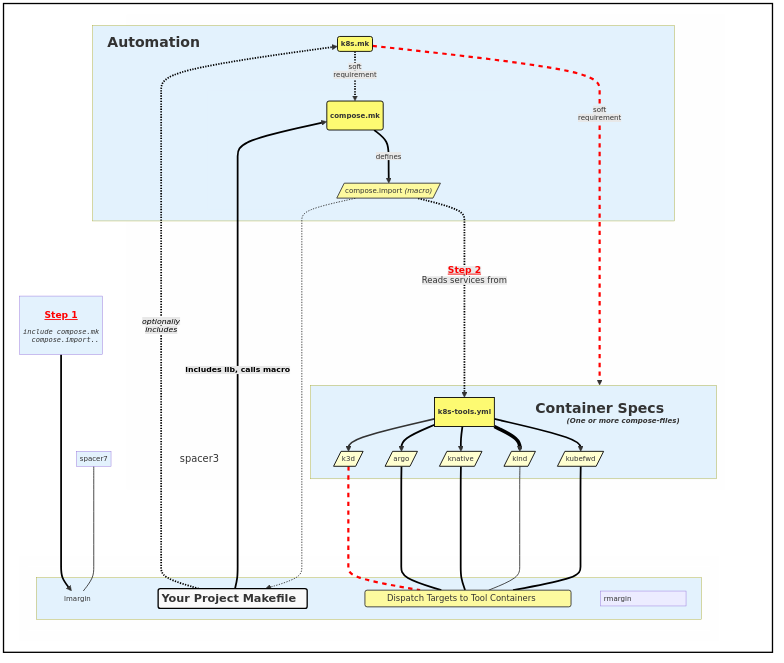 Automation
k8s.mk
soft
requirement
soft
requirement
compose.mk
defines
compose.import (macro)
Step 2
Reads services from
Step 1
include compose.mk
compose.import..
optionally
includes
includes lib, calls macro
k8s-tools.yml
Container Specs
(One or more compose-files)
spacer7
spacer3
k3d
argo
knative
kind
kubefwd
lmargin
Your Project Makefile
Dispatch Targets to Tool Containers
rmargin